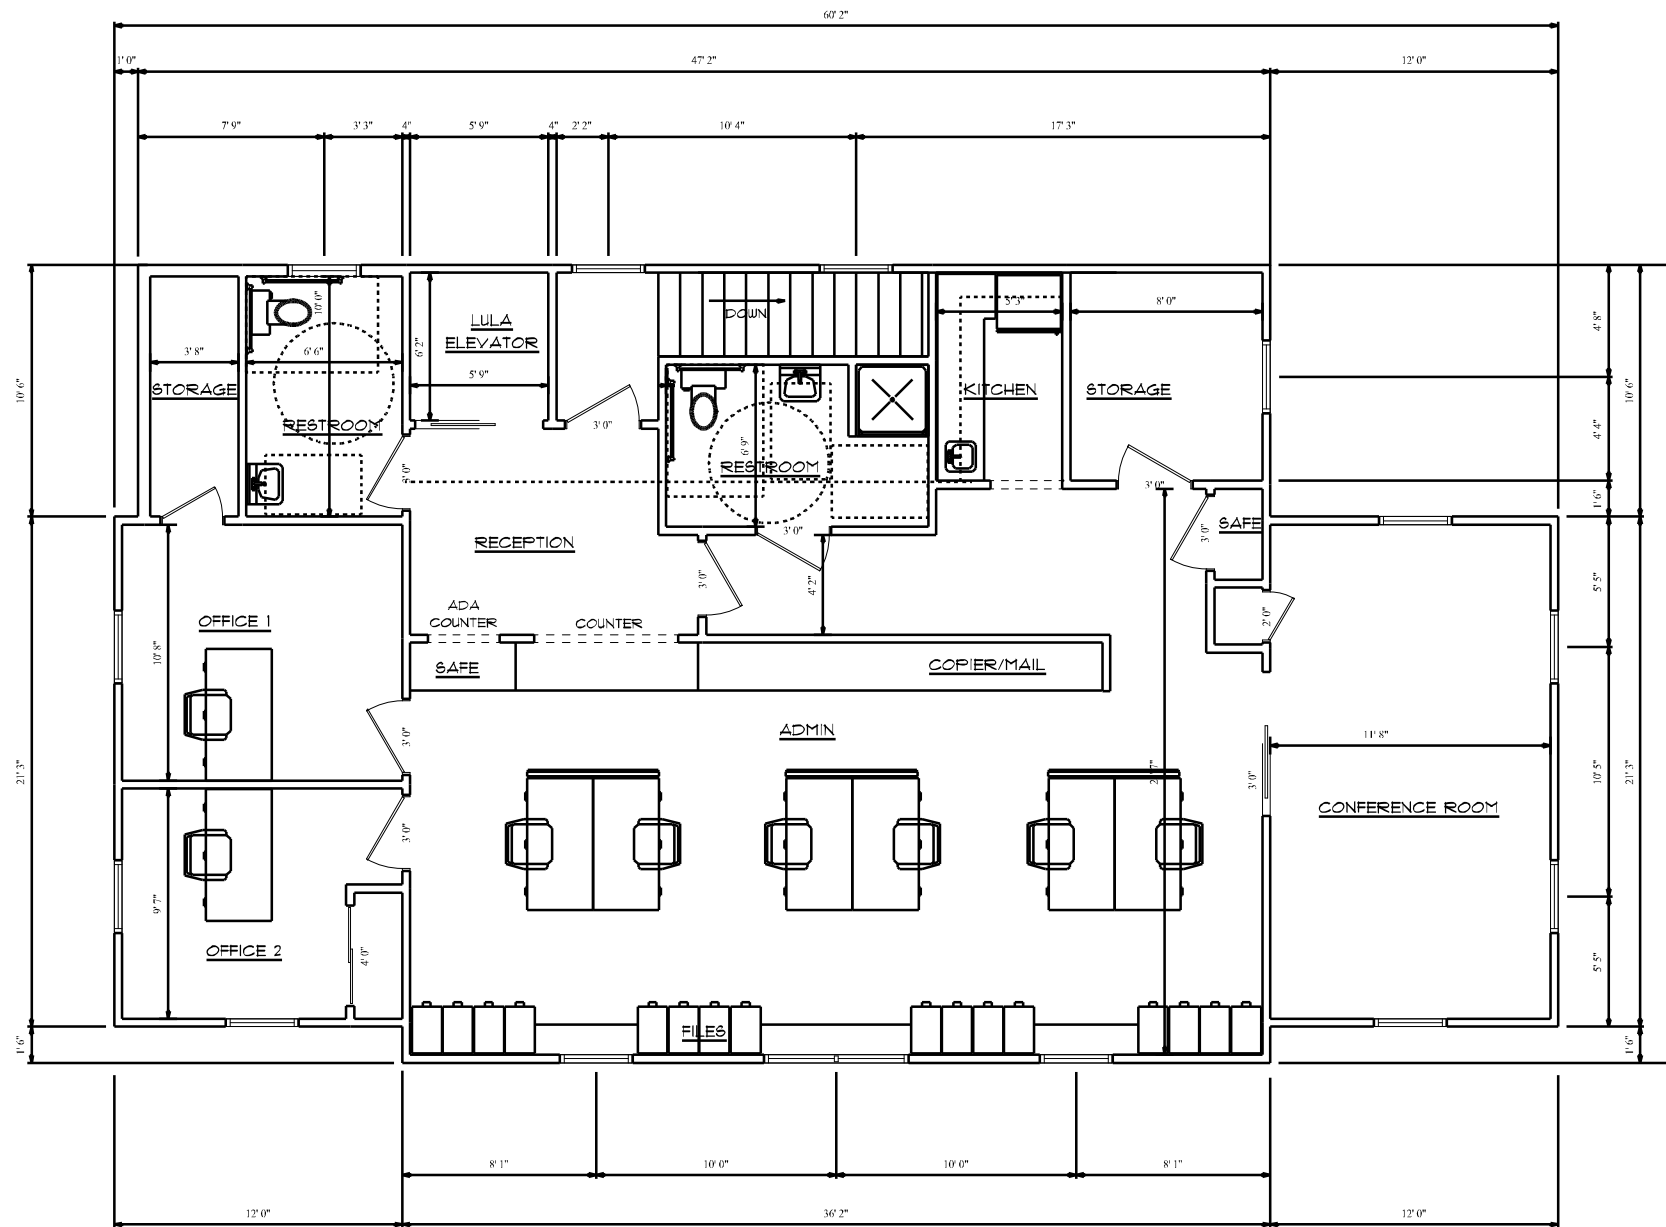 60' 2"
1' 0"
47' 2"
12' 0"
7' 9"
3' 3"
4"
5' 9"
4"
2' 2"
10' 4"
17' 3"
10' 0"
DOWN
5' 3"
8' 0"
4' 8"
LULA
ELEVATOR
6' 2"
3' 8"
6' 6"
5' 9"
10' 6"
STORAGE
KITCHEN
STORAGE
10' 6"
4' 4"
RESTROOM
3' 0"
6' 9"
RESTROOM
3' 0"
3' 0"
1' 6"
SAFE
3' 0"
3' 0"
RECEPTION
3' 0"
4' 2"
5' 5"
ADA
COUNTER
COUNTER
2' 0"
OFFICE 1
10' 8"
SAFE
COPIER/MAIL
ADMIN
3' 0"
11' 8"
21' 3"
3' 0"
10' 5"
21' 3"
CONFERENCE ROOM
3' 0"
9' 7"
OFFICE 2
4' 0"
5' 5"
FILES
1' 6"
1' 6"
8' 1"
10' 0"
10' 0"
8' 1"
12' 0"
36' 2"
12' 0"